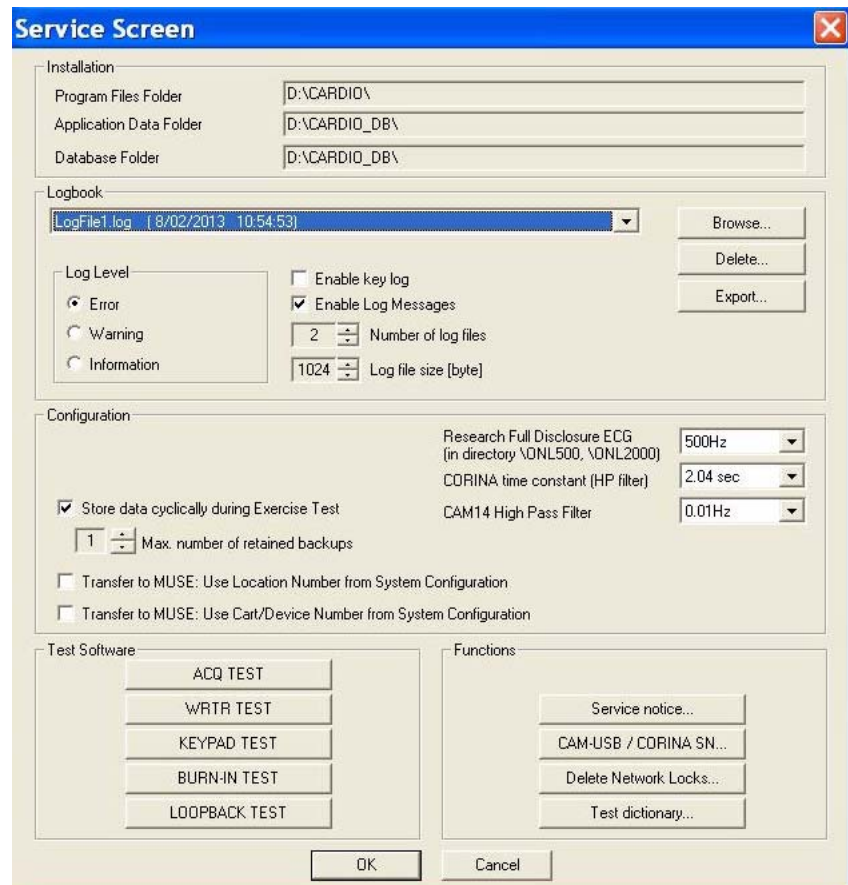 Service Screen
Installation
Program Files Folder D:\CARDIO\
Application Data Folder D:\CARDIO_DB\
Database Folder D:\CARDIO_DB\
Logbook
LogFile1.log ( 8/02/2013 10:54:53)
Browse...
Delete...
Export...
Log Level
Error
Warning
Information
Enable key log
Enable Log Messages
2 Number of log files
1024 Log file size [byte]
Configuration
Research Full Disclosure ECG
(in directory \ONL500, \ONL2000)
500Hz
CORINA time constant (HP filter) 2.04 sec
CAM14 High Pass Filter 0.01Hz
Store data cyclically during Exercise Test
1 Max. number of retained backups
Transfer to MUSE: Use Location Number from System Configuration
Transfer to MUSE: Use Cart/Device Number from System Configuration
Test Software
ACQ TEST
WRTR TEST
KEYPAD TEST
BURN-IN TEST
LOOPBACK TEST
Functions
Service notice...
CAM-USB / CORINA SN...
Delete Network Locks...
Test dictionary...
OK Cancel